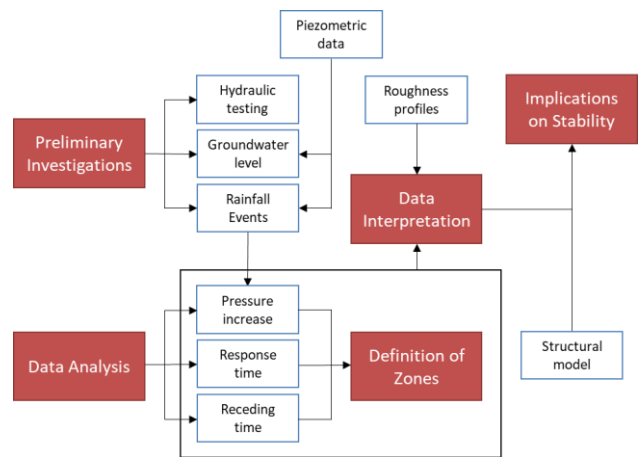 Piezometric
data
Hydraulic
testing
Roughness
profiles
Implications
on Stability
Preliminary
Investigations
Groundwater
level
Rainfall
Events
Data
Interpretation
Pressure
increase
Data Analysis
Response
time
Definition of
Zones
Structural
model
Receding
time